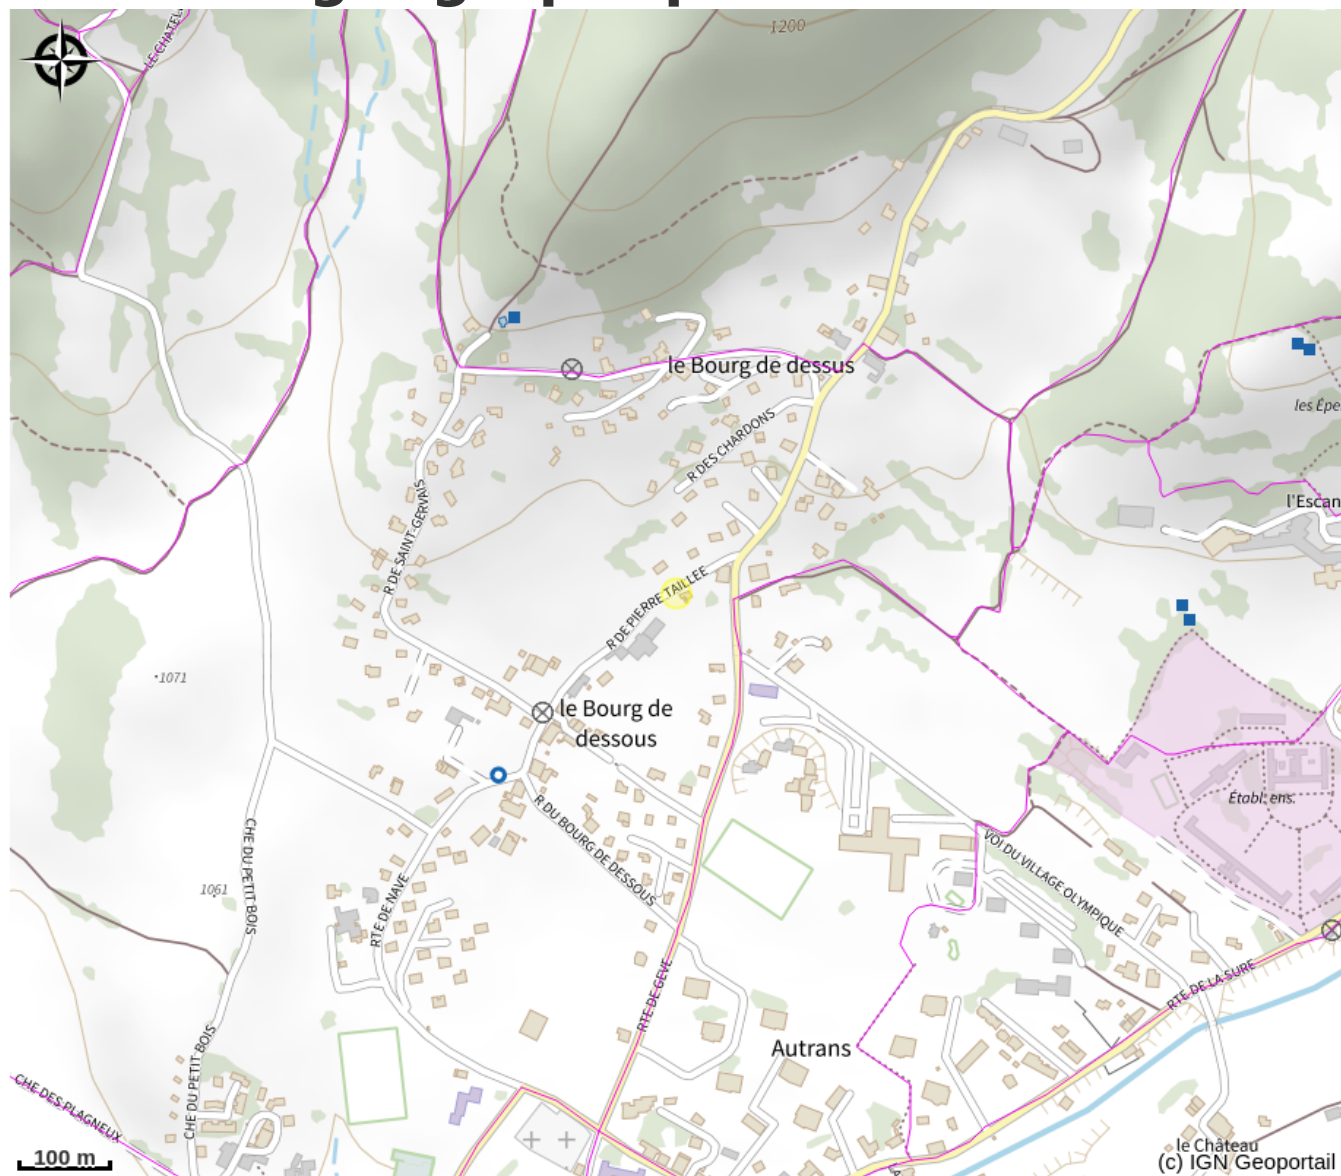 1200
LE CHATEL
le Bourg de dessus
les Épe
R DES CHARDONS
l'Escan
R DE SAINT-GERVAIS
R DE PIERRE TAILLEE
1071
le Bourg de
dessous
Établ. ens.
R DU BOURG DE DESSOUS
VOI DU VILLAGE OLYMPIQUE
CHE DU PETIT BOIS
1061
RTE DE NAVE
RTE DE GEVE
RTE DE LA SURE
Autrans
CHE DU PETIT BOIS
CHE DES PLAGNEUX
le Château
100 m
(c) IGN Geoportail